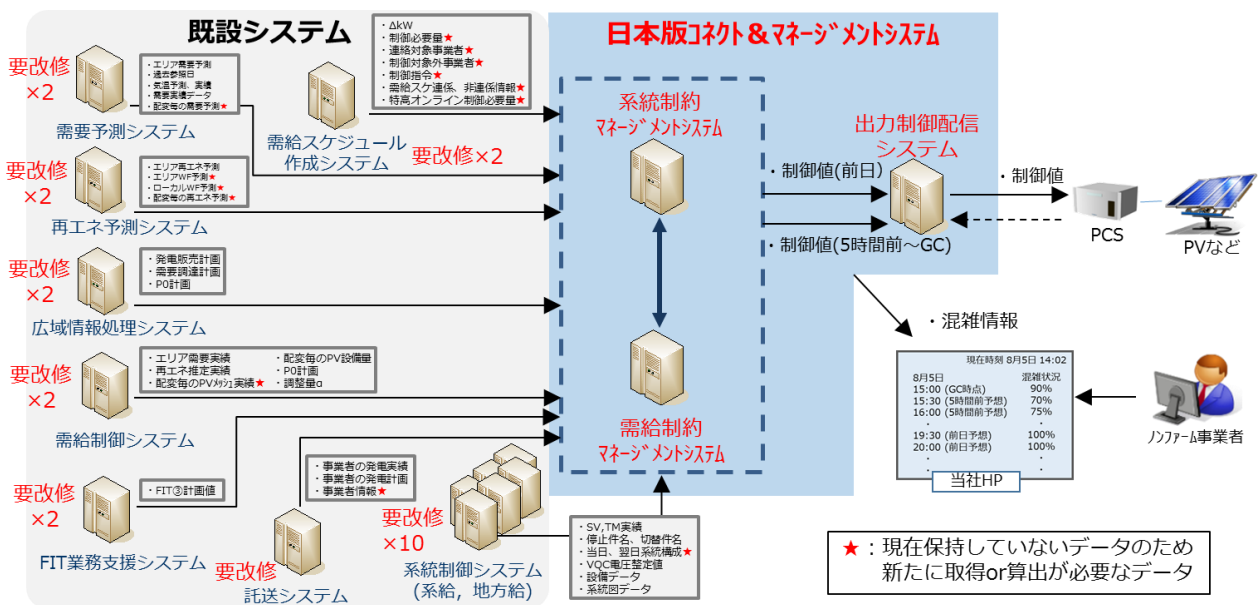 既設システム
日本版ｺﾈｸﾄ＆ﾏﾈｰｼﾞﾒﾝﾄｼｽﾃﾑ
要改修
×2
・エリア需要予測
・過去参照日
・気温予測、実績
・需要実績データ
・配変毎の需要予測★
需要予測システム
・ΔkW
・制御必要量★
・連絡対象事業者★
・制御対象外事業者★
・制御指令★
・需給スケ連係、非連係情報★
・特高オンライン制御必要量★
需給スケジュール
作成システム
要改修×2
要改修
×2
・エリア再エネ予測
・エリアWF予測★
・ローカルWF予測★
・配変毎の再エネ予測★
再エネ予測システム
要改修
×2
・発電販売計画
・需要調達計画
・P0計画
広域情報処理システム
要改修
×2
・エリア需要実績
・再エネ推定実績
・配変毎のPVﾒｯｼｭ実績★
・配変毎のPV設備量
・P0計画
・調整量α
需給制御システム
要改修
×2
・FIT③計画値
FIT業務支援システム
・事業者の発電実績
・事業者の発電計画
・事業者情報★
要改修
託送システム
要改修
×10
系統制御システム
(系給，地方給)
・SV,TM実績
・停止件名、切替件名
・当日、翌日系統構成★
・VQC電圧整定値
・設備データ
・系統図データ
系統制約
ﾏﾈｰｼﾞﾒﾝﾄｼｽﾃﾑ
需給制約
ﾏﾈｰｼﾞﾒﾝﾄｼｽﾃﾑ
・制御値(前日)
・制御値(5時間前～GC)
出力制御配信
システム
・制御値
PCS
PVなど
・混雑情報
現在時刻 8月5日 14:02
8月5日 混雑状況
15:00 (GC時点) 90%
15:30 (5時間前予想) 70%
16:00 (5時間前予想) 75%
・ ・
19:30 (前日予想) 100%
20:00 (前日予想) 100%
・ ・
・ ・
当社HP
ﾉﾝﾌｧｰﾑ事業者
★：現在保持していないデータのため
新たに取得or算出が必要なデータ